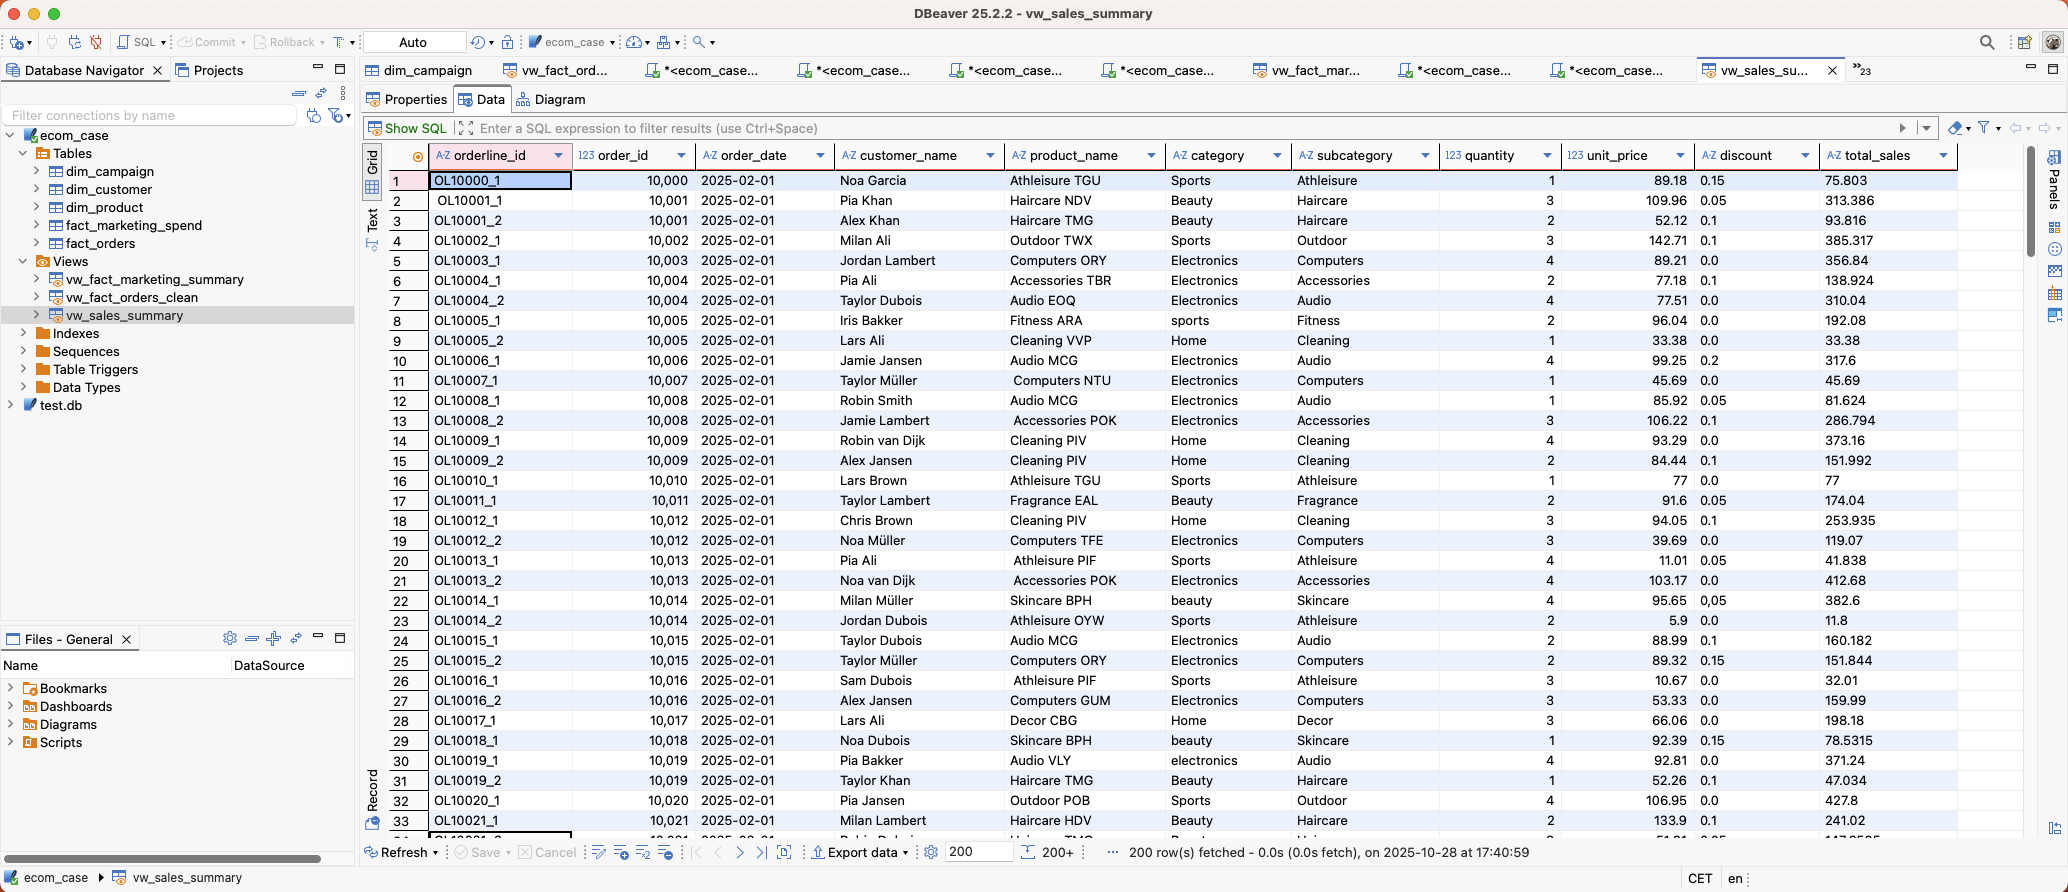 DBeaver 25.2.2 - vw_sales_summary
SQL Commit Rollback T Auto ecom_case
Database Navigator Projects
dim_campaign vw_fact_ord... *<ecom_case... *<ecom_case... *<ecom_case... *<ecom_case... vw_fact_mar... *<ecom_case... *<ecom_case... vw_sales_su... »23
Properties Data Diagram
Filter connections by name
Show SQL Enter a SQL expression to filter results (use Ctrl+Space)
ecom_case
Tables
dim_campaign
dim_customer
dim_product
fact_marketing_spend
fact_orders
Views
vw_fact_marketing_summary
vw_fact_orders_clean
vw_sales_summary
Indexes
Sequences
Table Triggers
Data Types
test.db
Files - General
Name DataSource
Bookmarks
Dashboards
Diagrams
Scripts
Grid
Text
Record
Panels
A-Z orderline_id 123 order_id A-Z order_date A-Z customer_name A-Z product_name A-Z category A-Z subcategory 123 quantity 123 unit_price A-Z discount A-Z total_sales
1 OL10000_1 10,000 2025-02-01 Noa Garcia Athleisure TGU Sports Athleisure 1 89.18 0.15 75.803
2 OL10001_1 10,001 2025-02-01 Pia Khan Haircare NDV Beauty Haircare 3 109.96 0.05 313.386
3 OL10001_2 10,001 2025-02-01 Alex Khan Haircare TMG Beauty Haircare 2 52.12 0.1 93.816
4 OL10002_1 10,002 2025-02-01 Milan Ali Outdoor TWX Sports Outdoor 3 142.71 0.1 385.317
5 OL10003_1 10,003 2025-02-01 Jordan Lambert Computers ORY Electronics Computers 4 89.21 0.0 356.84
6 OL10004_1 10,004 2025-02-01 Pia Ali Accessories TBR Electronics Accessories 2 77.18 0.1 138.924
7 OL10004_2 10,004 2025-02-01 Taylor Dubois Audio EOQ Electronics Audio 4 77.51 0.0 310.04
8 OL10005_1 10,005 2025-02-01 Iris Bakker Fitness ARA sports Fitness 2 96.04 0.0 192.08
9 OL10005_2 10,005 2025-02-01 Lars Ali Cleaning VVP Home Cleaning 1 33.38 0.0 33.38
10 OL10006_1 10,006 2025-02-01 Jamie Jansen Audio MCG Electronics Audio 4 99.25 0.2 317.6
11 OL10007_1 10,007 2025-02-01 Taylor Müller Computers NTU Electronics Computers 1 45.69 0.0 45.69
12 OL10008_1 10,008 2025-02-01 Robin Smith Audio MCG Electronics Audio 1 85.92 0.05 81.624
13 OL10008_2 10,008 2025-02-01 Jamie Lambert Accessories POK Electronics Accessories 3 106.22 0.1 286.794
14 OL10009_1 10,009 2025-02-01 Robin van Dijk Cleaning PIV Home Cleaning 4 93.29 0.0 373.16
15 OL10009_2 10,009 2025-02-01 Alex Jansen Cleaning PIV Home Cleaning 2 84.44 0.1 151.992
16 OL10010_1 10,010 2025-02-01 Lars Brown Athleisure TGU Sports Athleisure 1 77 0.0 77
17 OL10011_1 10,011 2025-02-01 Taylor Lambert Fragrance EAL Beauty Fragrance 2 91.6 0.05 174.04
18 OL10012_1 10,012 2025-02-01 Chris Brown Cleaning PIV Home Cleaning 3 94.05 0.1 253.935
19 OL10012_2 10,012 2025-02-01 Noa Müller Computers TFE Electronics Computers 3 39.69 0.0 119.07
20 OL10013_1 10,013 2025-02-01 Pia Ali Athleisure PIF Sports Athleisure 4 11.01 0.05 41.838
21 OL10013_2 10,013 2025-02-01 Noa van Dijk Accessories POK Electronics Accessories 4 103.17 0.0 412.68
22 OL10014_1 10,014 2025-02-01 Milan Müller Skincare BPH beauty Skincare 4 95.65 0,05 382.6
23 OL10014_2 10,014 2025-02-01 Jordan Dubois Athleisure OYW Sports Athleisure 2 5.9 0.0 11.8
24 OL10015_1 10,015 2025-02-01 Taylor Dubois Audio MCG Electronics Audio 2 88.99 0.1 160.182
25 OL10015_2 10,015 2025-02-01 Taylor Müller Computers ORY Electronics Computers 2 89.32 0.15 151.844
26 OL10016_1 10,016 2025-02-01 Sam Dubois Athleisure PIF Sports Athleisure 3 10.67 0.0 32.01
27 OL10016_2 10,016 2025-02-01 Alex Jansen Computers GUM Electronics Computers 3 53.33 0.0 159.99
28 OL10017_1 10,017 2025-02-01 Lars Ali Decor CBG Home Decor 3 66.06 0.0 198.18
29 OL10018_1 10,018 2025-02-01 Noa Dubois Skincare BPH beauty Skincare 1 92.39 0.15 78.5315
30 OL10019_1 10,019 2025-02-01 Pia Bakker Audio VLY electronics Audio 4 92.81 0.0 371.24
31 OL10019_2 10,019 2025-02-01 Taylor Khan Haircare TMG Beauty Haircare 1 52.26 0.1 47.034
32 OL10020_1 10,020 2025-02-01 Pia Jansen Outdoor POB Sports Outdoor 4 106.95 0.0 427.8
33 OL10021_1 10,021 2025-02-01 Milan Lambert Haircare HDV Beauty Haircare 2 133.9 0.1 241.02
Refresh Save Cancel Export data 200 200+ 200 row(s) fetched - 0.0s (0.0s fetch), on 2025-10-28 at 17:40:59
ecom_case vw_sales_summary CET en